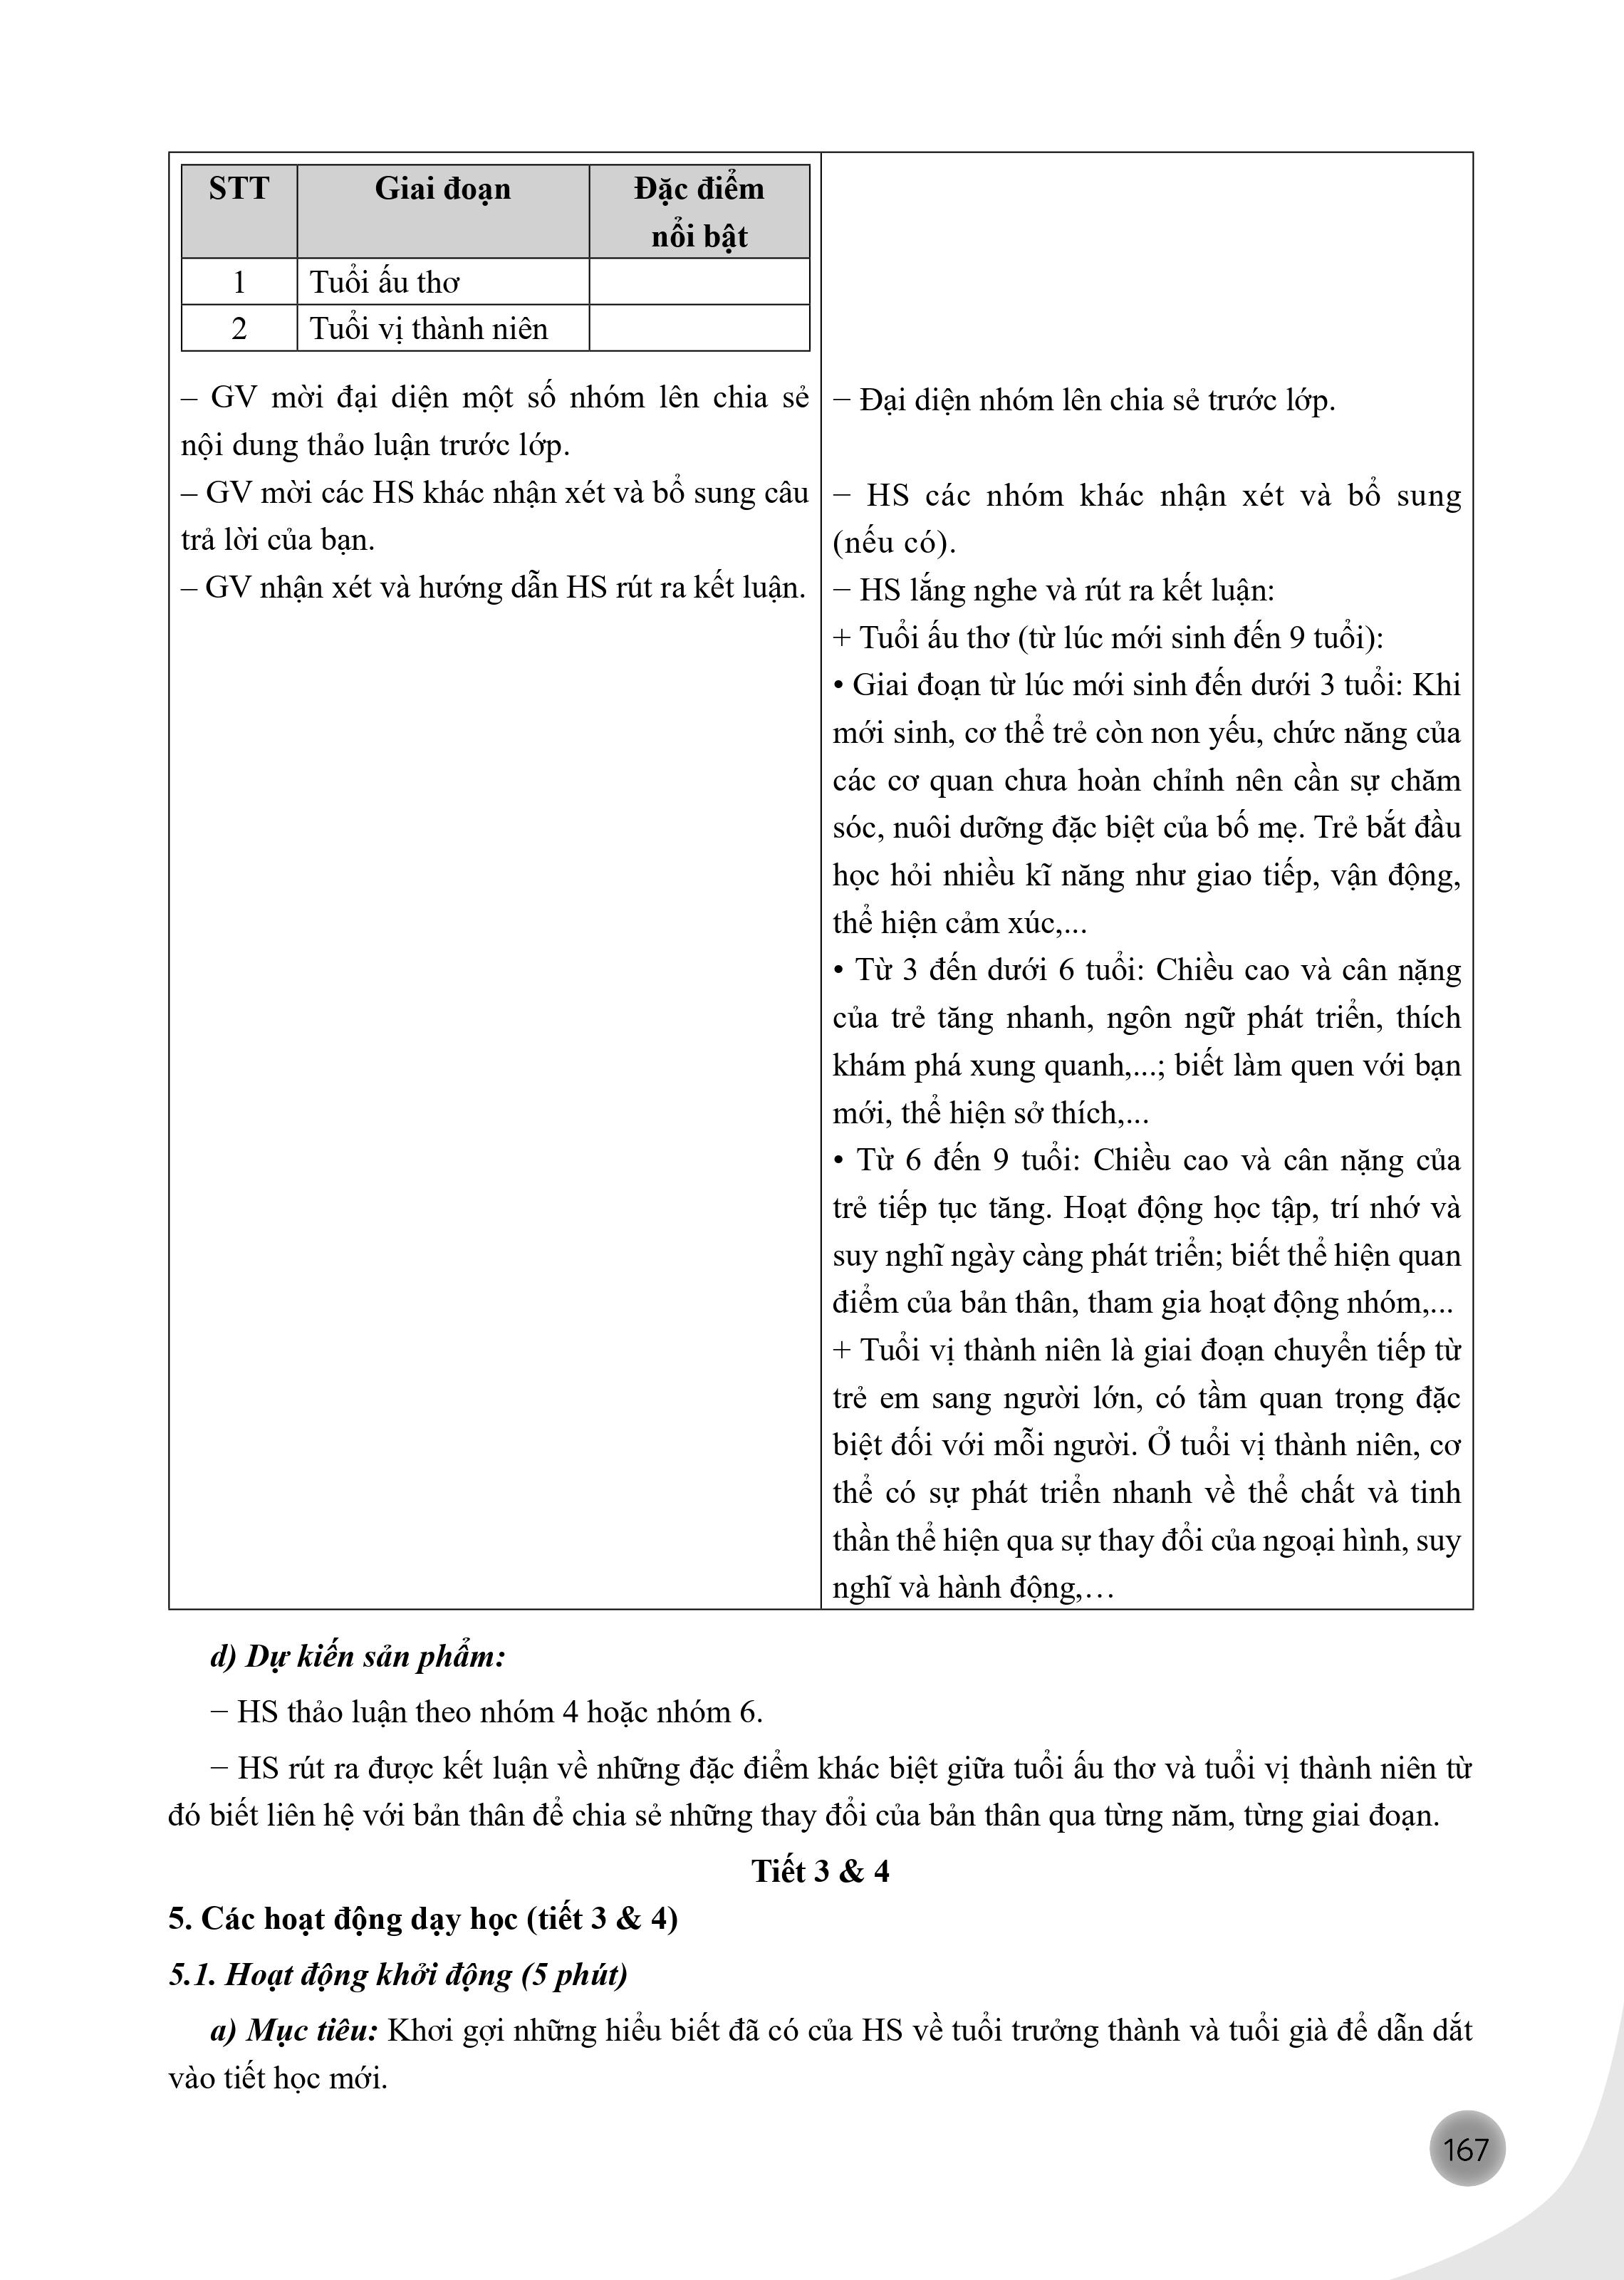 STT Giai đoạn Đặc điểm
nổi bật
1 Tuổi ấu thơ
2 Tuổi vị thành niên
– GV mời đại diện một số nhóm lên chia sẻ
nội dung thảo luận trước lớp.
– GV mời các HS khác nhận xét và bổ sung câu
trả lời của bạn.
– GV nhận xét và hướng dẫn HS rút ra kết luận.
− Đại diện nhóm lên chia sẻ trước lớp.
− HS các nhóm khác nhận xét và bổ sung
(nếu có).
− HS lắng nghe và rút ra kết luận:
+ Tuổi ấu thơ (từ lúc mới sinh đến 9 tuổi):
• Giai đoạn từ lúc mới sinh đến dưới 3 tuổi: Khi
mới sinh, cơ thể trẻ còn non yếu, chức năng của
các cơ quan chưa hoàn chỉnh nên cần sự chăm
sóc, nuôi dưỡng đặc biệt của bố mẹ. Trẻ bắt đầu
học hỏi nhiều kĩ năng như giao tiếp, vận động,
thể hiện cảm xúc,...
• Từ 3 đến dưới 6 tuổi: Chiều cao và cân nặng
của trẻ tăng nhanh, ngôn ngữ phát triển, thích
khám phá xung quanh,...; biết làm quen với bạn
mới, thể hiện sở thích,...
• Từ 6 đến 9 tuổi: Chiều cao và cân nặng của
trẻ tiếp tục tăng. Hoạt động học tập, trí nhớ và
suy nghĩ ngày càng phát triển; biết thể hiện quan
điểm của bản thân, tham gia hoạt động nhóm,...
+ Tuổi vị thành niên là giai đoạn chuyển tiếp từ
trẻ em sang người lớn, có tầm quan trọng đặc
biệt đối với mỗi người. Ở tuổi vị thành niên, cơ
thể có sự phát triển nhanh về thể chất và tinh
thần thể hiện qua sự thay đổi của ngoại hình, suy
nghĩ và hành động,…
d) Dự kiến sản phẩm:
− HS thảo luận theo nhóm 4 hoặc nhóm 6.
− HS rút ra được kết luận về những đặc điểm khác biệt giữa tuổi ấu thơ và tuổi vị thành niên từ
đó biết liên hệ với bản thân để chia sẻ những thay đổi của bản thân qua từng năm, từng giai đoạn.
Tiết 3 & 4
5. Các hoạt động dạy học (tiết 3 & 4)
5.1. Hoạt động khởi động (5 phút)
a) Mục tiêu: Khơi gợi những hiểu biết đã có của HS về tuổi trưởng thành và tuổi già để dẫn dắt
vào tiết học mới.
167